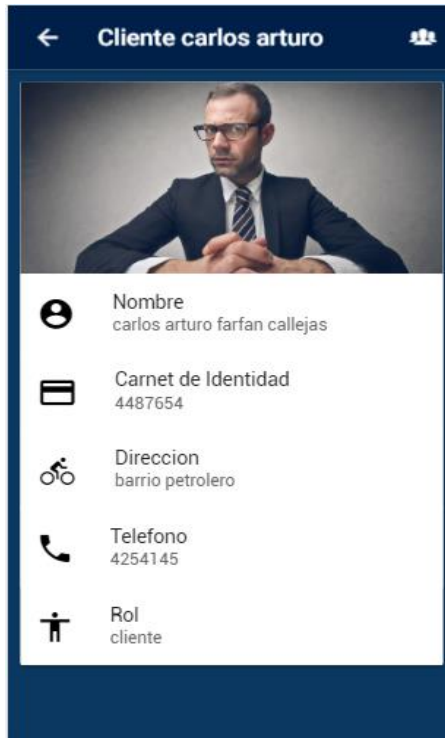 Cliente carlos arturo
Nombre
carlos arturo farfan callejas
Carnet de Identidad
4487654
Direccion
barrio petrolero
Telefono
4254145
Rol
cliente